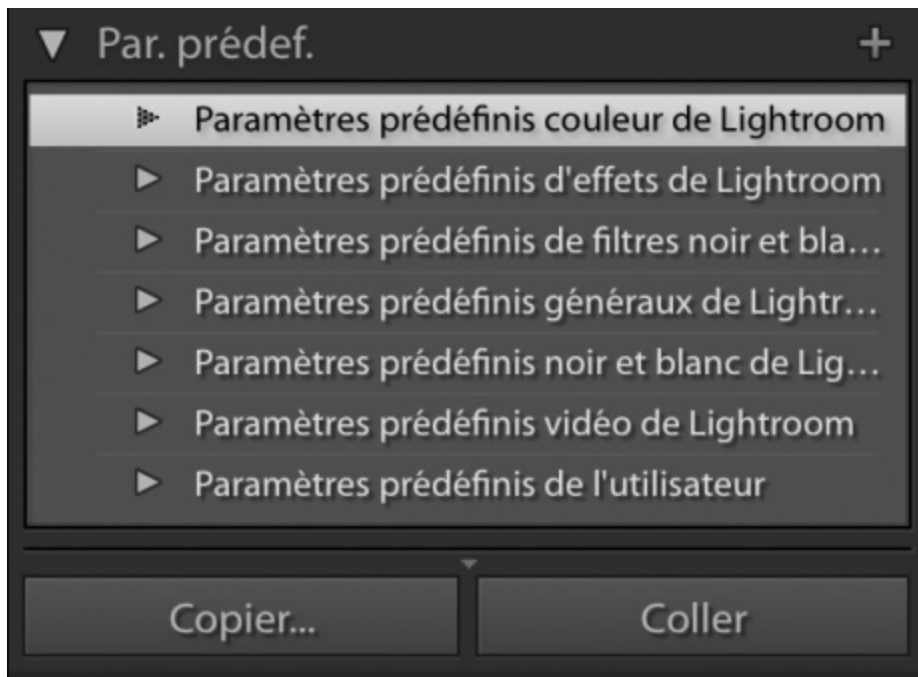 Par. prédef.
Paramètres prédéfinis couleur de Lightroom
Paramètres prédéfinis d'effets de Lightroom
Paramètres prédéfinis de filtres noir et bla…
Paramètres prédéfinis généraux de Lightr…
Paramètres prédéfinis noir et blanc de Lig…
Paramètres prédéfinis vidéo de Lightroom
Paramètres prédéfinis de l'utilisateur
Copier... Coller